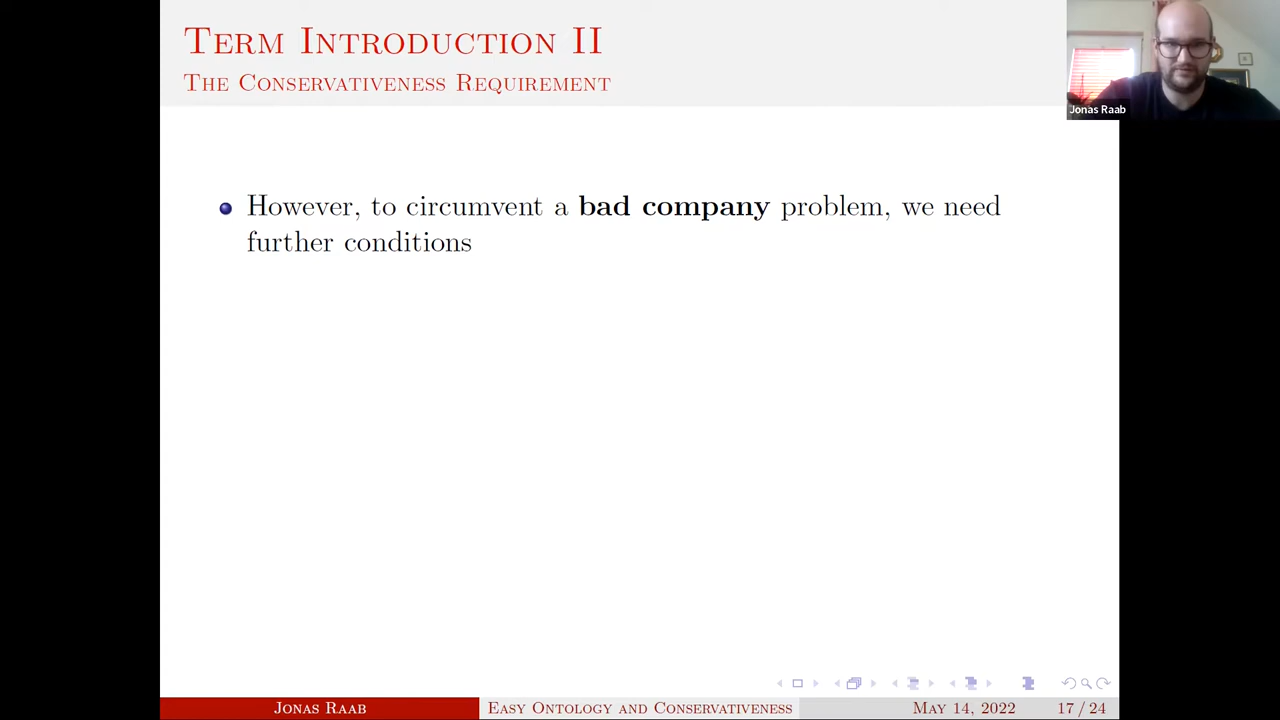 TERM INTRODUCTION II
THE CONSERVATIVENESS REQUIREMENT
Jonas Raab
However, to circumvent a bad company problem, we need
further conditions
JONAS RAAB
EASY ONTOLOGY AND CONSERVATIVENESS
MAY 14, 2022
17 / 24